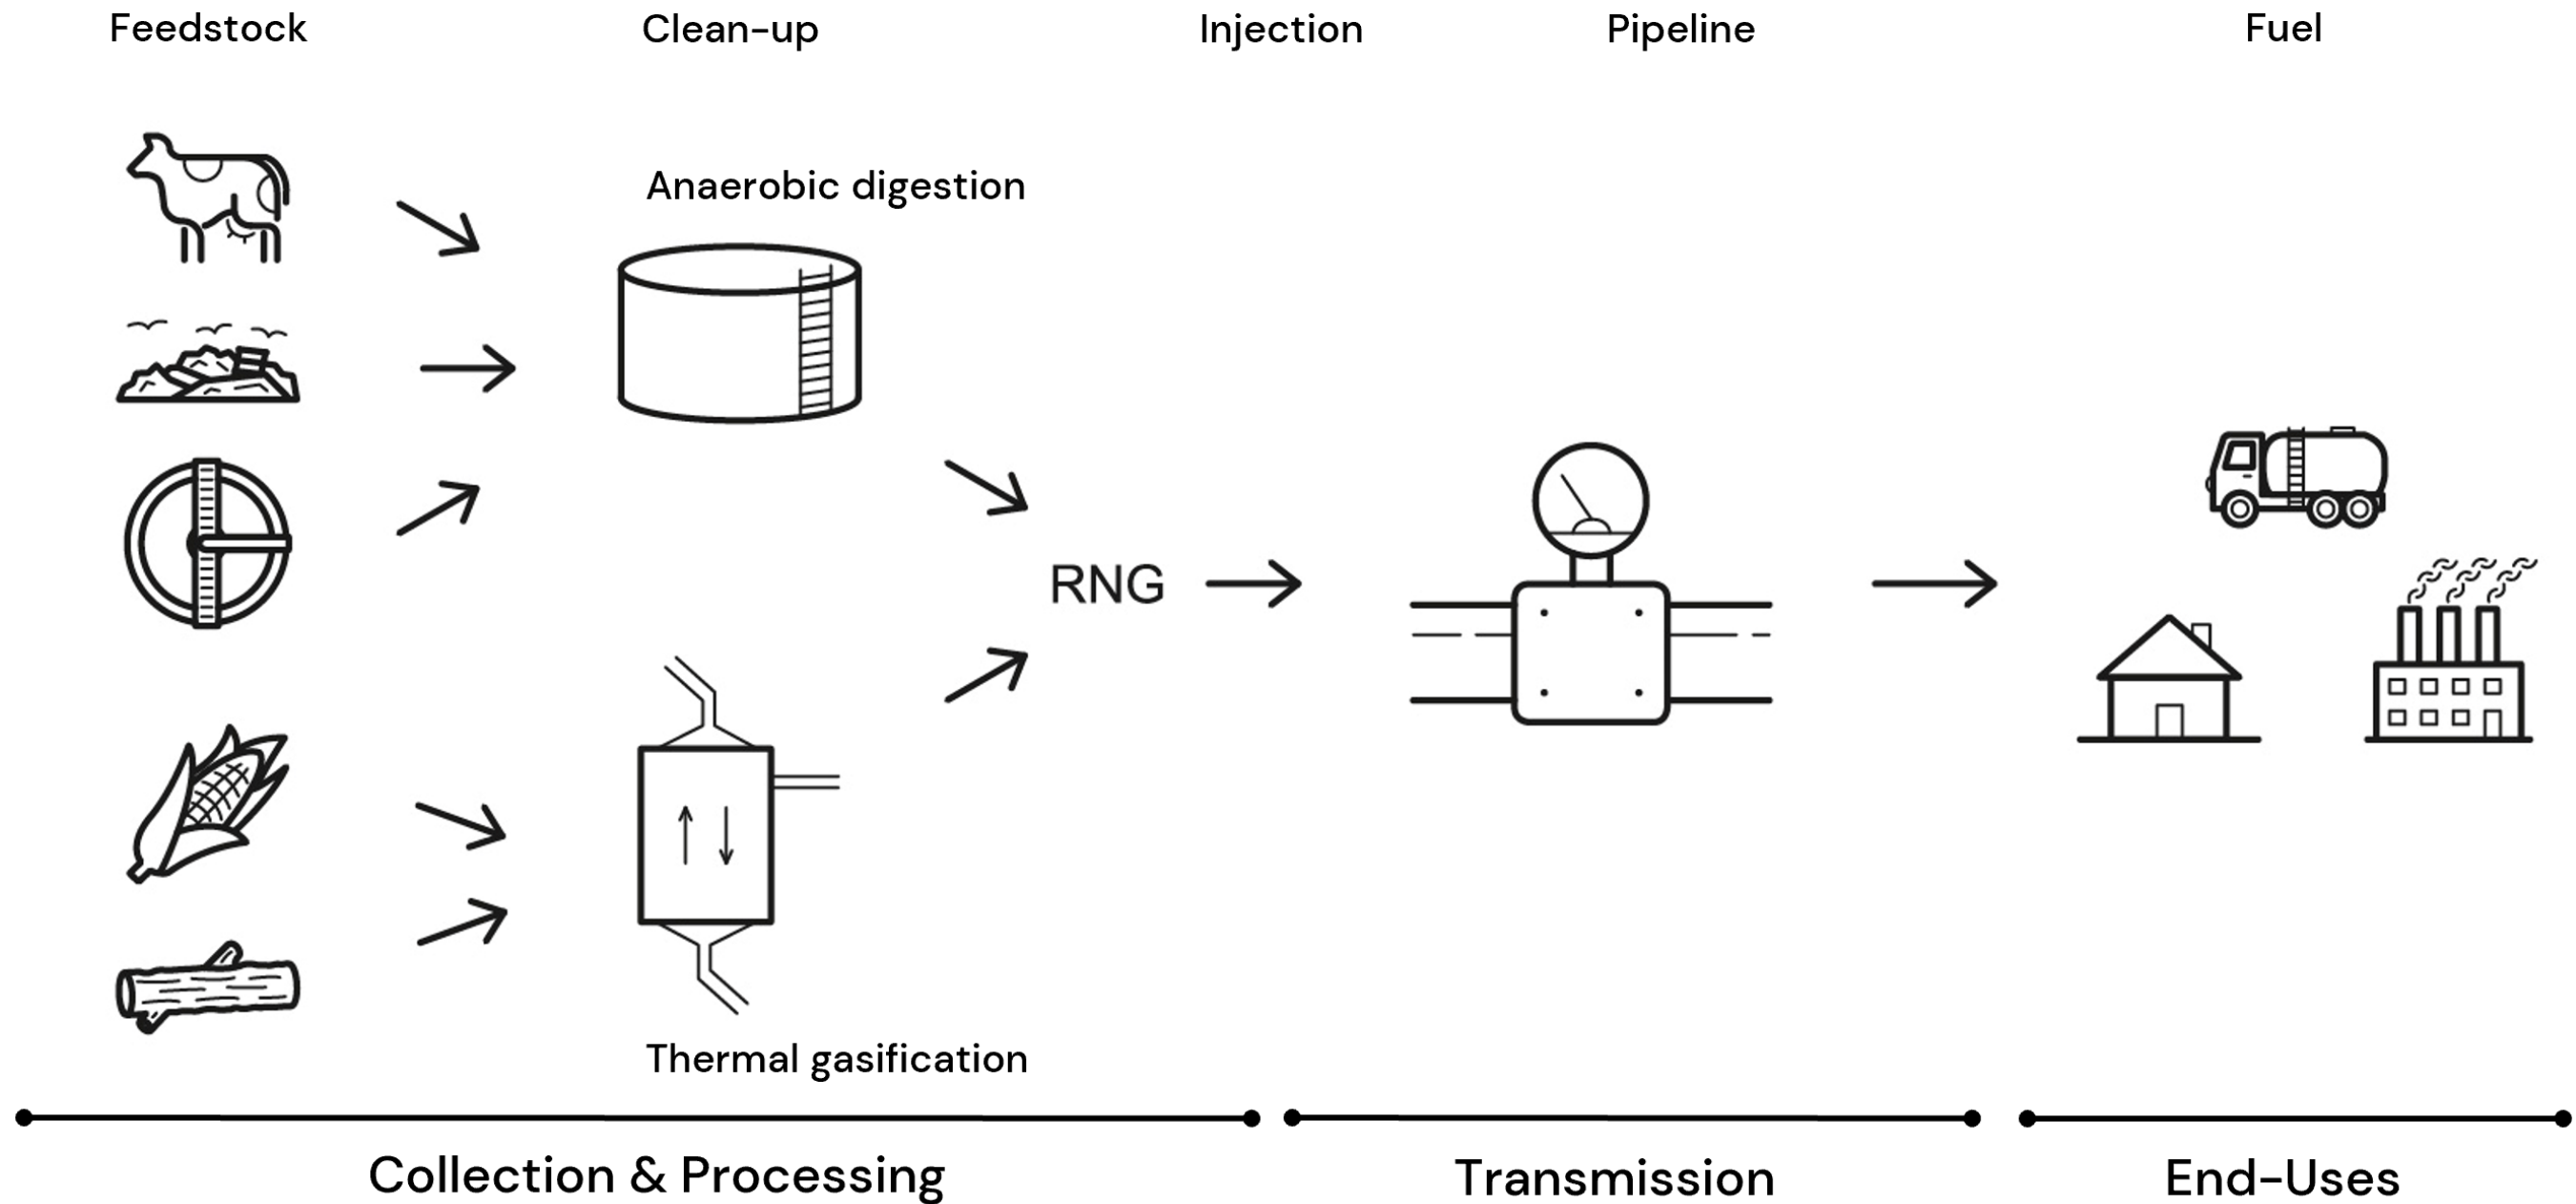 Feedstock
Clean-up
Injection
Pipeline
Fuel
Anaerobic digestion
RNG
Thermal gasification
Collection & Processing
Transmission
End-Uses